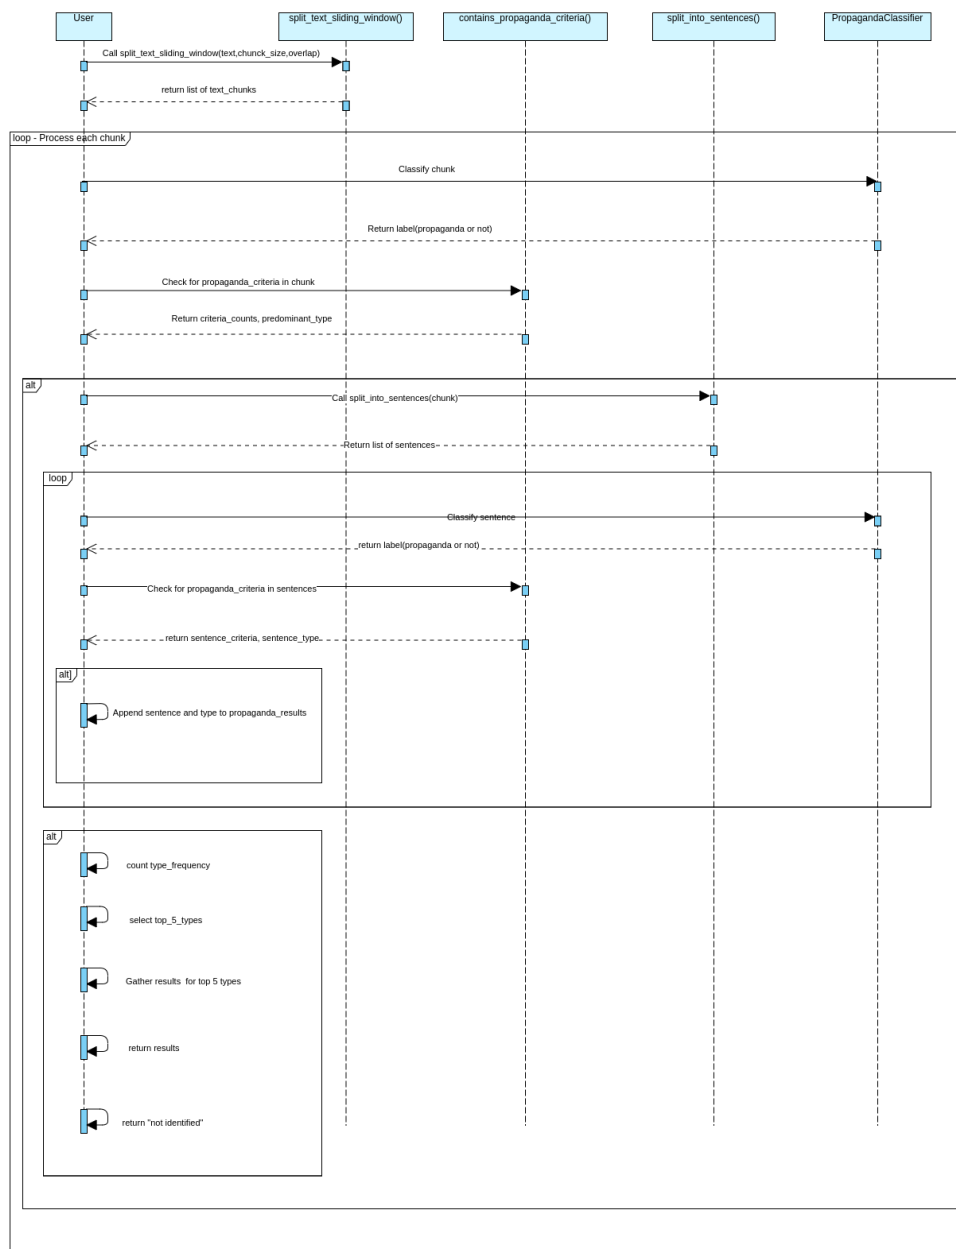 User
split_text_sliding_window()
contains_propaganda_criteria()
split_into_sentences()
PropagandaClassifier
Call split_text_sliding_window(text,chunck_size,overlap)
return list of text_chunks
loop - Process each chunk
Classify chunk
Return label(propaganda or not)
Check for propaganda_criteria in chunk
Return criteria_counts, predominant_type
alt
Call split_into_sentences(chunk)
Return list of sentences
loop
Classify sentence
return label(propaganda or not)
Check for propaganda_criteria in sentences
return sentence_criteria, sentence_type
alt]
Append sentence and type to propaganda_results
alt
count type_frequency
select top_5_types
Gather results  for top 5 types
return results
return "not identified"